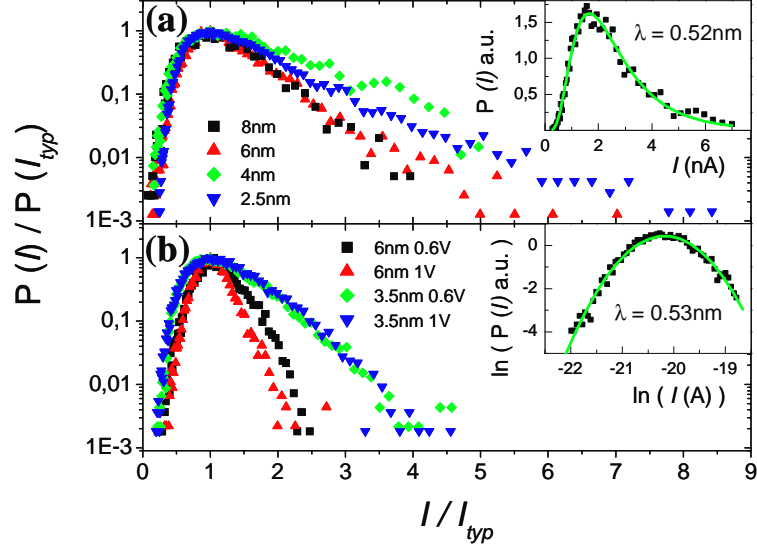 P (I) / P (I_typ)
(a)
1
0,1
0,01
1E-3
8nm
6nm
4nm
2.5nm
P (I) a.u.
1,5
1,0
0,5
λ = 0.52nm
0 2 4 6
I (nA)
(b)
1
0,1
0,01
1E-3
6nm 0.6V
6nm 1V
3.5nm 0.6V
3.5nm 1V
ln ( P (I) a.u. )
0
-2
-4
λ = 0.53nm
-22 -21 -20 -19
ln ( I (A) )
0 1 2 3 4 5 6 7 8 9
I / I_typ